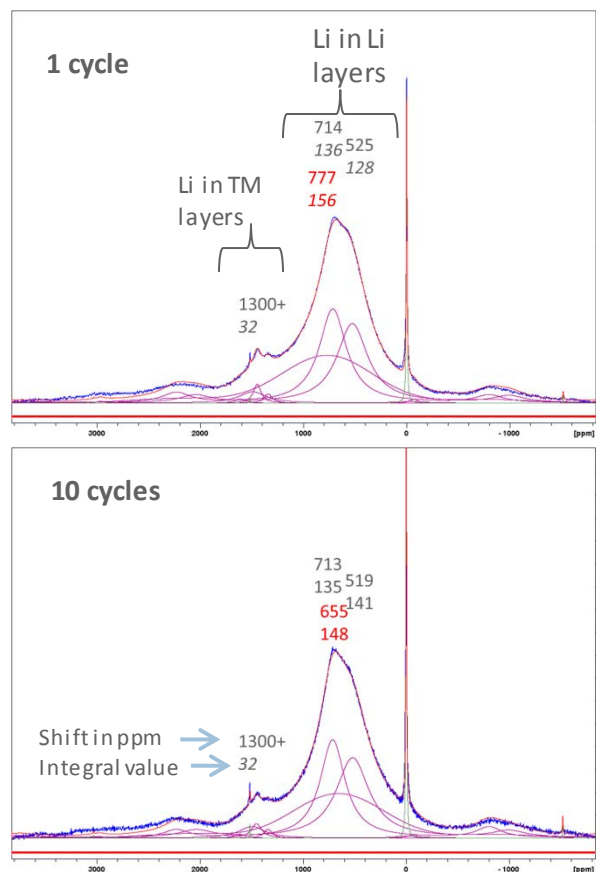 1 cycle
Li in Li
layers
714
136
525
128
777
156
Li in TM
layers
1300+
32
3000
2000
1000
0
-1000
[ppm]
10 cycles
713
135
519
141
655
148
Shift in ppm
1300+
Integral value
32
3000
2000
1000
0
-1000
[ppm]